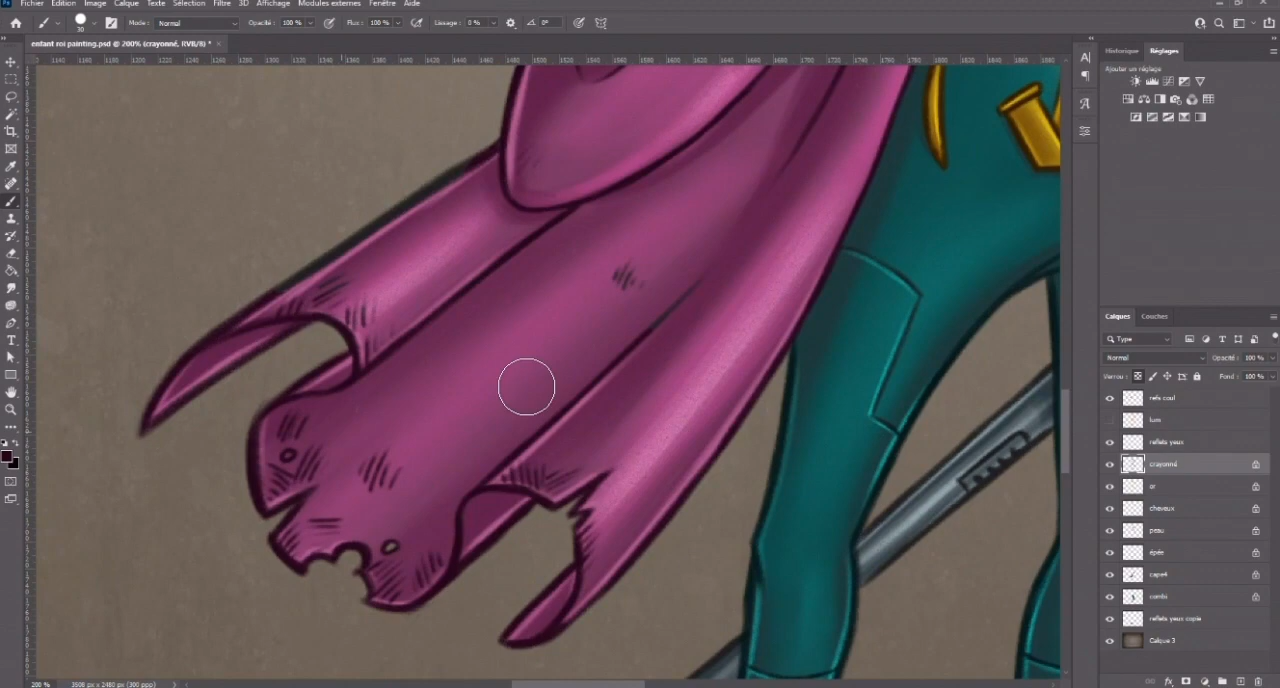 Ps Fichier Edition Image Calque Texte Sélection Filtre 3D Affichage Modules externes Fenêtre Aide
30 Mode : Normal Opacité : 100 % Flux : 100 % Lissage : 0 % 0°
enfant roi painting.psd @ 200% (crayonné, RVB/8) *
Historique Réglages
Ajouter un réglage
Calques Couches
Type
Normal Opacité : 100 %
Verrou : Fond : 100 %
refs coul
lum
reflets yeux
crayonné
or
cheveux
peau
épée
cape4
combi
reflets yeux copie
Calque 3
200 % 3508 px x 2480 px (300 ppp)